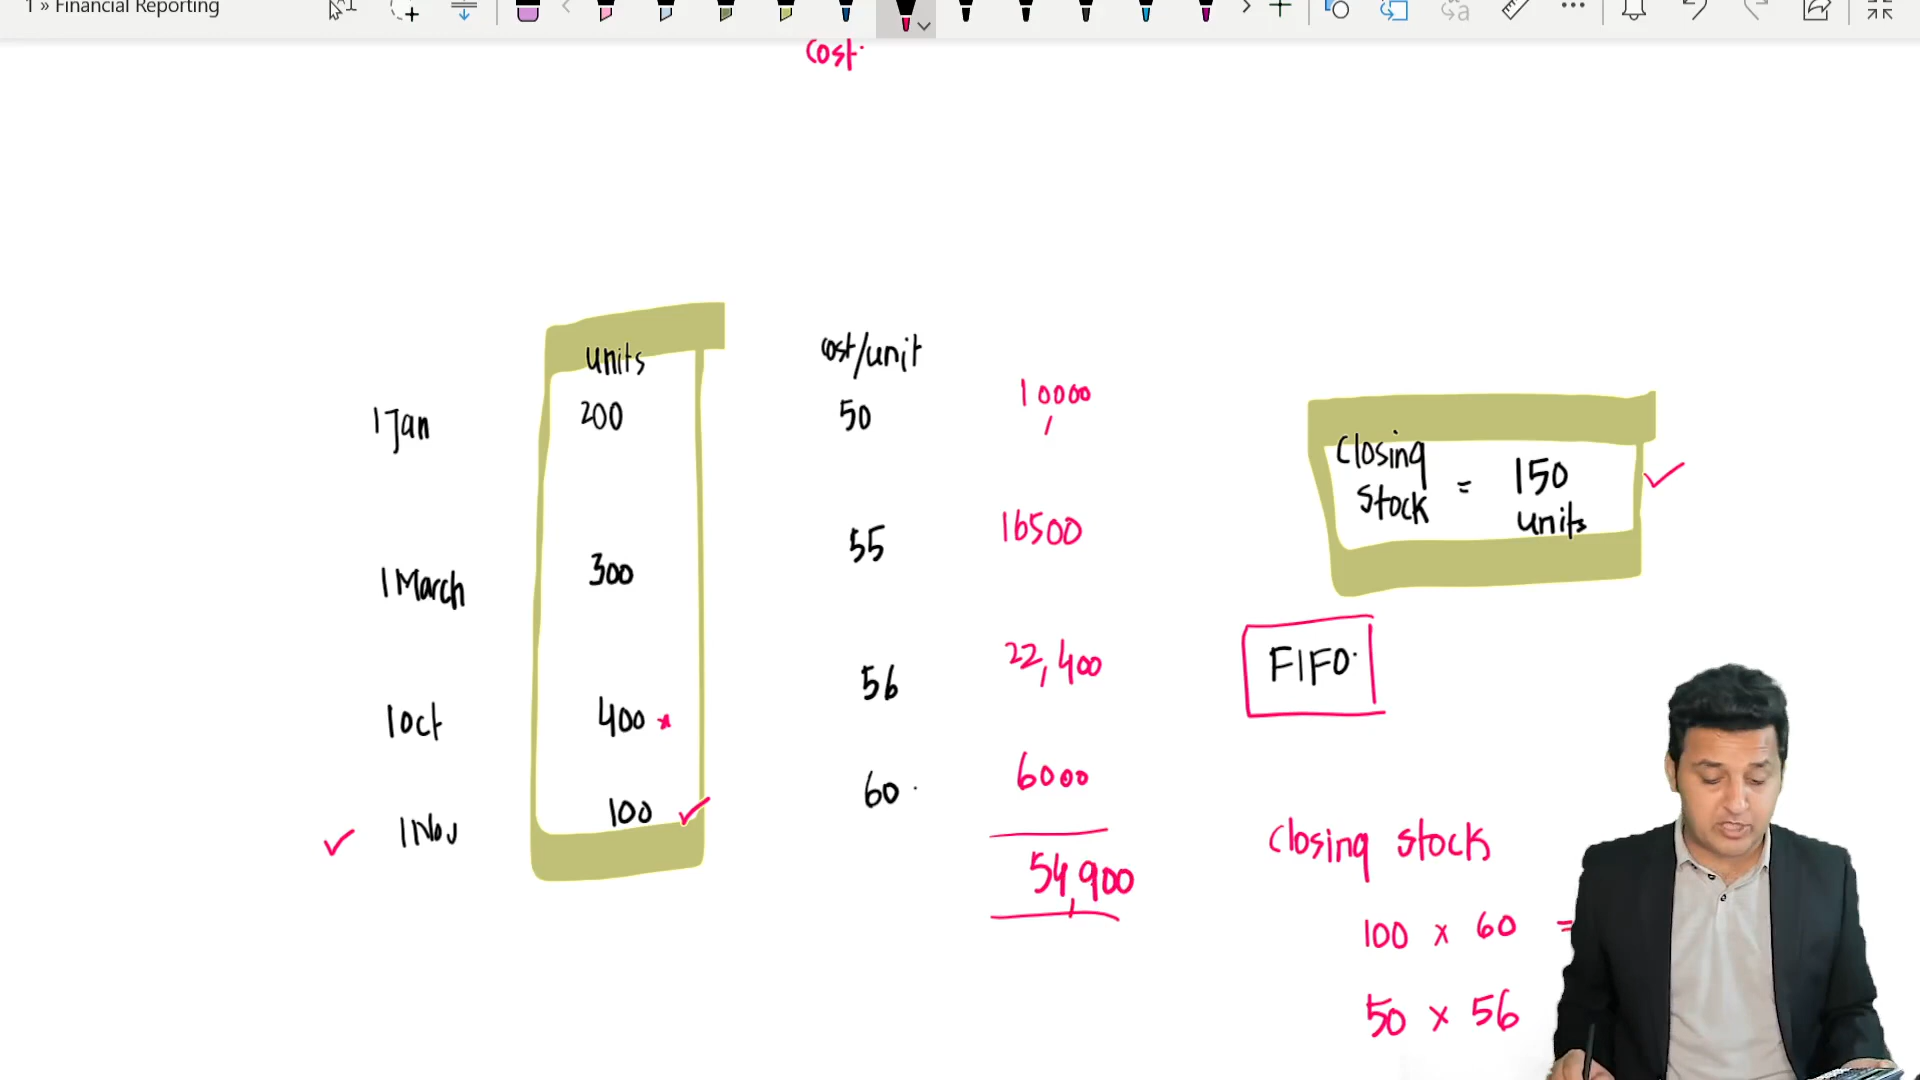 1 » Financial Reporting
cost
units cost/unit
1 Jan 200 50 10000
1 March 300 55 16500
1 Oct 400 56 22,400
1 Nov 100 60 6000
54,900
Closing
Stock = 150
units
FIFO
Closing stock
100 x 60 =
50 x 56